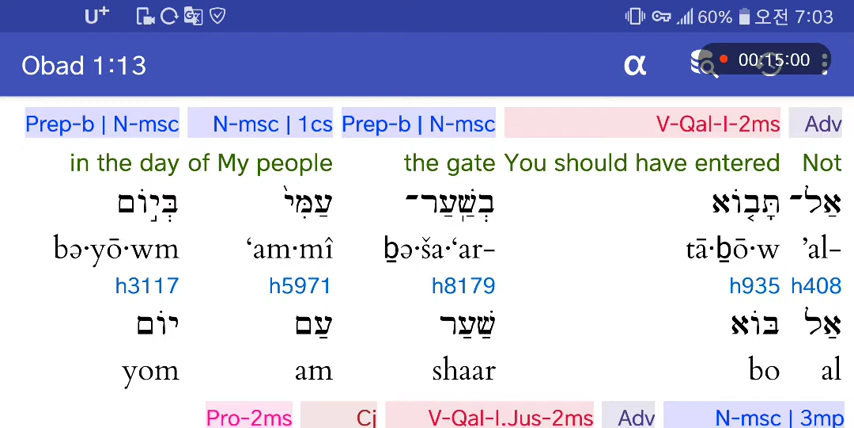 U+ 60% 오전 7:03
Obad 1:13 α 00:15:00
Prep-b | N-msc N-msc | 1cs Prep-b | N-msc V-Qal-I-2ms Adv
in the day of My people the gate You should have entered Not
אַל־ תָּב֤וֹא בְשַֽׁעַר־ עַמִּי֙ בְּי֣וֹם
bə·yō·wm ‘am·mî ḇə·ša·‘ar- tā·ḇō·w ’al-
h3117 h5971 h8179 h935 h408
אַל בּוֹא שַׁעַר עַם יוֹם
yom am shaar bo al
Pro-2ms Cj V-Qal-I.Jus-2ms Adv N-msc | 3mp